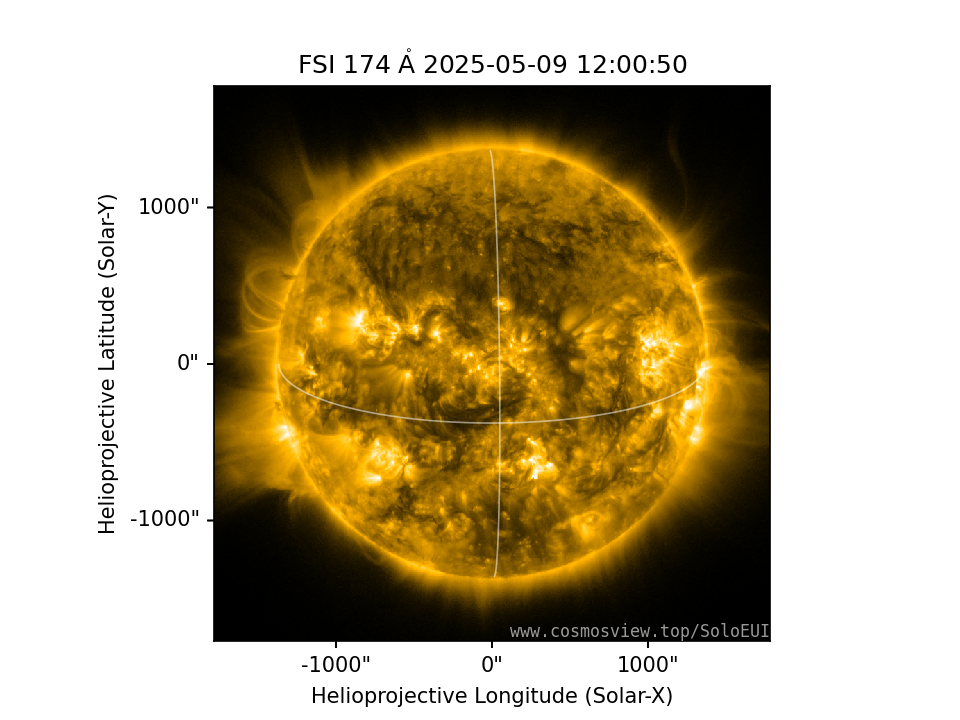 FSI 174 Å 2025-05-09 12:00:50
Helioprojective Latitude (Solar-Y)
1000"
0"
-1000"
www.cosmosview.top/SoloEUI
-1000" 0" 1000"
Helioprojective Longitude (Solar-X)